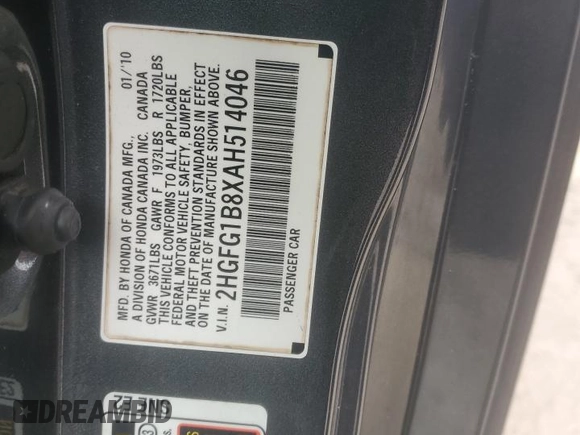 MFD. BY HONDA OF CANADA MFG., 01/'10
A DIVISION OF HONDA CANADA INC. CANADA
GVWR 3671LBS GAWR F 1973LBS R 1720LBS
THIS VEHICLE CONFORMS TO ALL APPLICABLE
FEDERAL MOTOR VEHICLE SAFETY, BUMPER,
AND THEFT PREVENTION STANDARDS IN EFFECT
ON THE DATE OF MANUFACTURE SHOWN ABOVE.
V.I.N. 2HGFG1B8XAH514046
PASSENGER CAR
DREAMBID